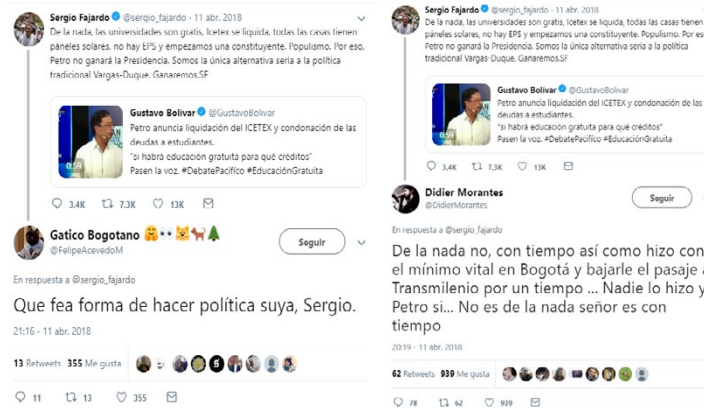 Sergio Fajardo @sergio_fajardo · 11 abr. 2018
De la nada, las universidades son gratis, Icetex se liquida, todas las casas tienen
páneles solares, no hay EPS y empezamos una constituyente. Populismo. Por eso,
Petro no ganará la Presidencia. Somos la única alternativa seria a la política
tradicional Vargas-Duque. Ganaremos.SF
Gustavo Bolivar @GustavoBolivar
Petro anuncia liquidación del ICETEX y condonación de las
deudas a estudiantes.
"si habrá educación gratuita para qué créditos"
Pasen la voz. #DebatePacifico #EducaciónGratuita
0:59
3.4K 7.3K 13K
Gatico Bogotano
@FelipeAcevedoM
Seguir
En respuesta a @sergio_fajardo
Que fea forma de hacer política suya, Sergio.
21:16 - 11 abr. 2018
13 Retweets 355 Me gusta
11 13 355
Sergio Fajardo @sergio_fajardo · 11 abr. 2018
De la nada, las universidades son gratis, Icetex se liquida, todas las casas tienen
páneles solares, no hay EPS y empezamos una constituyente. Populismo. Por eso
Petro no ganará la Presidencia. Somos la única alternativa seria a la política
tradicional Vargas-Duque. Ganaremos.SF
Gustavo Bolivar @GustavoBolivar
Petro anuncia liquidación del ICETEX y condonación de las
deudas a estudiantes.
"si habrá educación gratuita para qué créditos"
Pasen la voz. #DebatePacifico #EducaciónGratuita
0:59
3,4K 7,3K 13K
Didier Morantes
@DidierMorantes
Seguir
En respuesta a @sergio_fajardo
De la nada no, con tiempo así como hizo con
el mínimo vital en Bogotá y bajarle el pasaje a
Transmilenio por un tiempo ... Nadie lo hizo y
Petro si... No es de la nada señor es con
tiempo
20:19 - 11 abr. 2018
62 Retweets 939 Me gusta
78 62 939